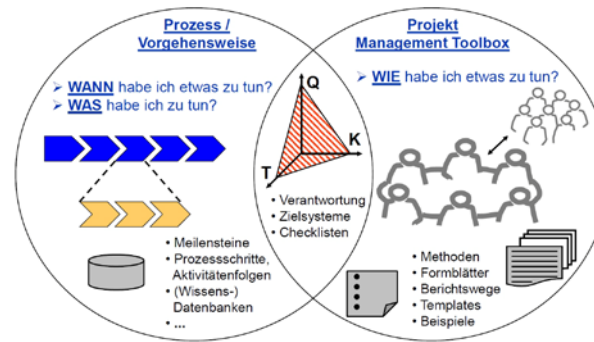 Prozess /
Vorgehensweise
➢ WANN habe ich etwas zu tun?
➢ WAS habe ich zu tun?
• Meilensteine
• Prozessschritte,
Aktivitätenfolgen
• (Wissens-)
Datenbanken
• ...
Q
K
T
• Verantwortung
• Zielsysteme
• Checklisten
Projekt
Management Toolbox
➢ WIE habe ich etwas zu tun?
• Methoden
• Formblätter
• Berichtswege
• Templates
• Beispiele